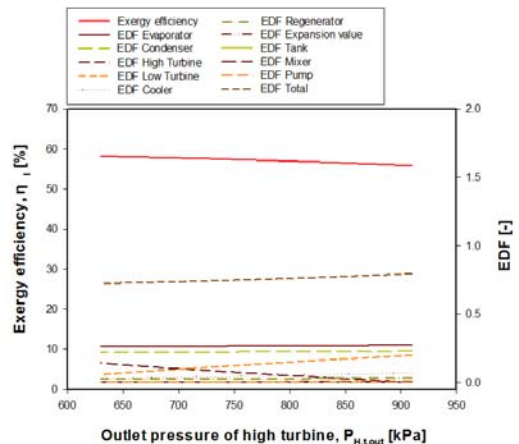 Exergy efficiency
EDF Evaporator
EDF Condenser
EDF High Turbine
EDF Low Turbine
EDF Cooler
EDF Regenerator
EDF Expansion value
EDF Tank
EDF Mixer
EDF Pump
EDF Total
70
60
50
40
30
20
10
0
2.0
1.5
1.0
0.5
0.0
Exergy efficiency, η I [%]
EDF [-]
600 650 700 750 800 850 900 950
Outlet pressure of high turbine, P H,t,out [kPa]